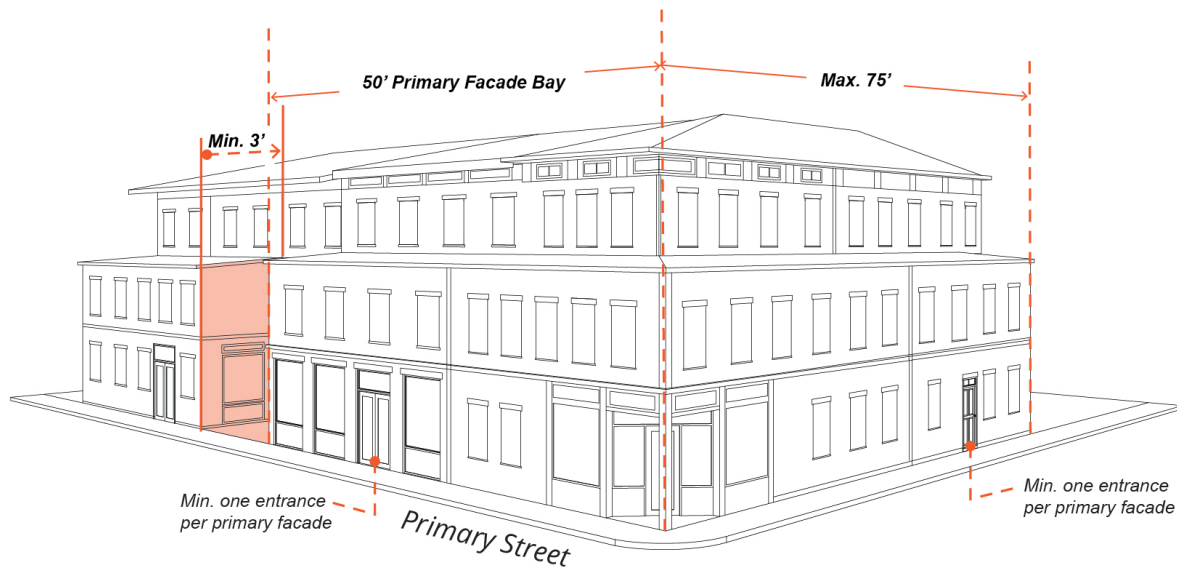 50’ Primary Facade Bay
Max. 75’
Min. 3’
Min. one entrance
per primary facade
Primary Street
Min. one entrance
per primary facade